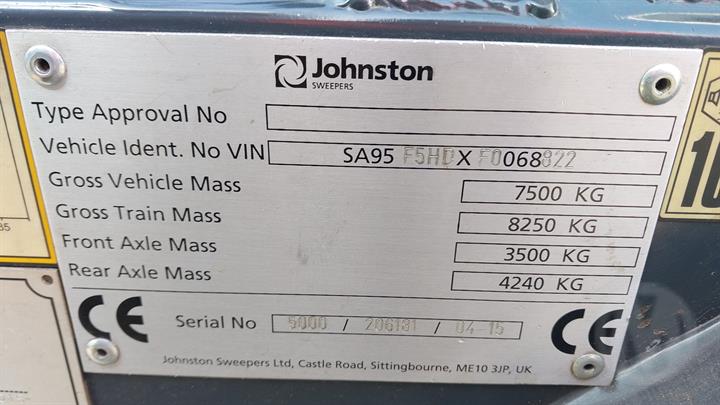 Johnston
SWEEPERS
Type Approval No
Vehicle Ident. No VIN SA95 F5HD X F0068822
Gross Vehicle Mass 7500 KG
Gross Train Mass 8250 KG
Front Axle Mass 3500 KG
Rear Axle Mass 4240 KG
CE Serial No 5000 / 206181 / 04 15 CE
Johnston Sweepers Ltd, Castle Road, Sittingbourne, ME10 3JP, UK